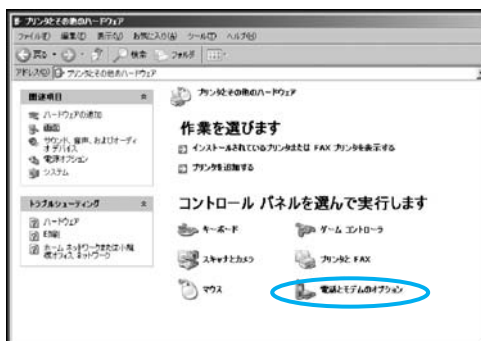 プリンタとその他のハードウェア
ファイル(F) 編集(E) 表示(V) お気に入り(A) ツール(T) ヘルプ(H)
戻る 検索 フォルダ
アドレス(D) プリンタとその他のハードウェア
関連項目
ハードウェアの追加
画面
サウンド、音声、およびオーディ
オ デバイス
電源オプション
システム
トラブルシューティング
ハードウェア
印刷
ホーム ネットワークまたは小規
模オフィス ネットワーク
プリンタとその他のハードウェア
作業を選びます
インストールされているプリンタまたは FAX プリンタを表示する
プリンタを追加する
コントロール パネルを選んで実行します
キーボード
ゲーム コントローラ
スキャナとカメラ
プリンタと FAX
マウス
電話とモデムのオプション